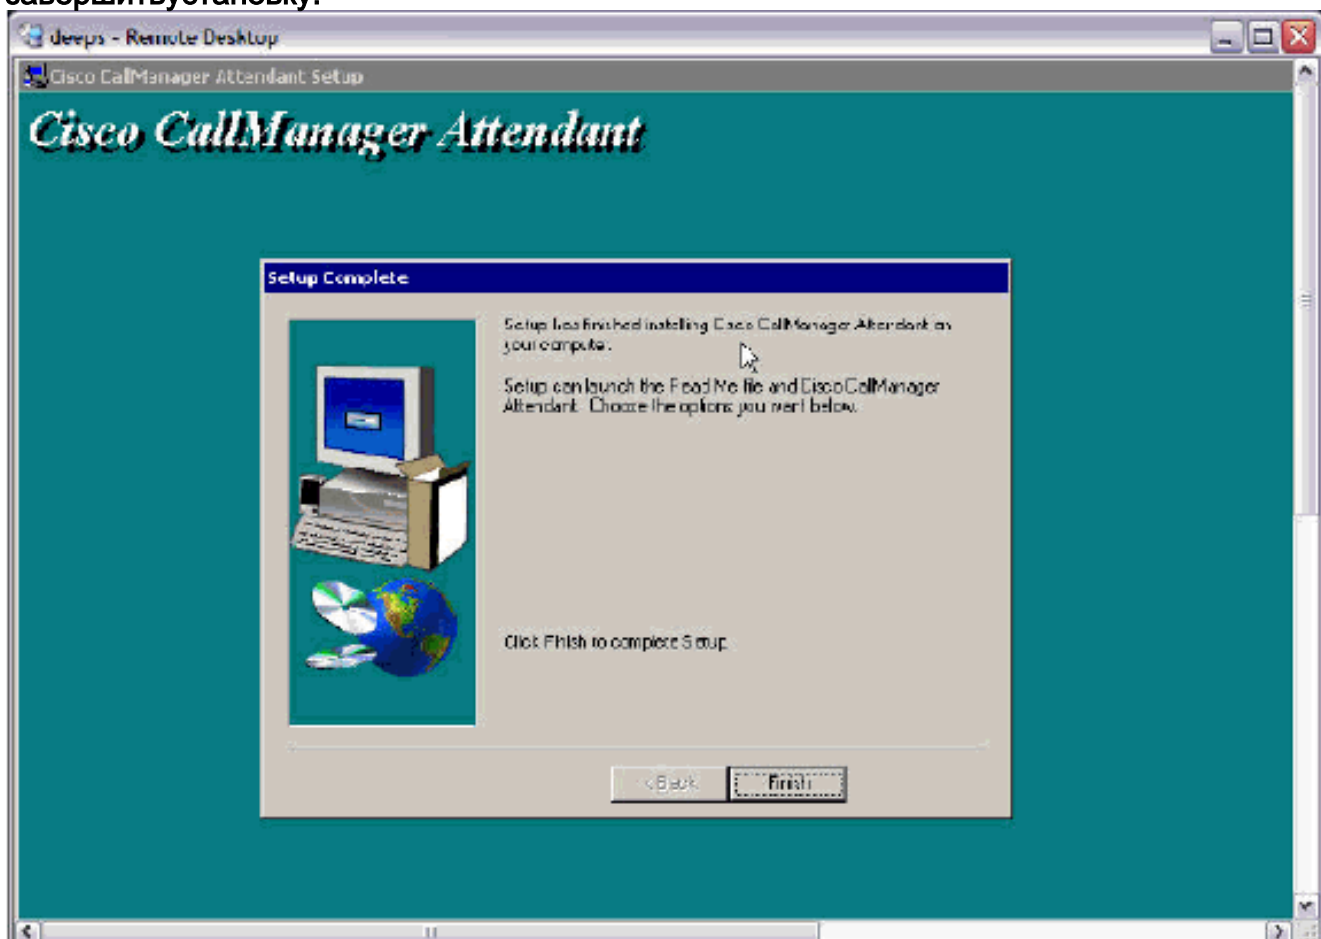 завершитьустановку.
deeps - Remote Desktop
Cisco CallManager Attendant Setup
Cisco CallManager Attendant
Setup Complete
Setup has finished installing Cisco CallManager Attendant on
your computer.
Setup can launch the Read Me file and Cisco CallManager
Attendant. Choose the options you want below.
Click Finish to complete Setup.
< Back
Finish